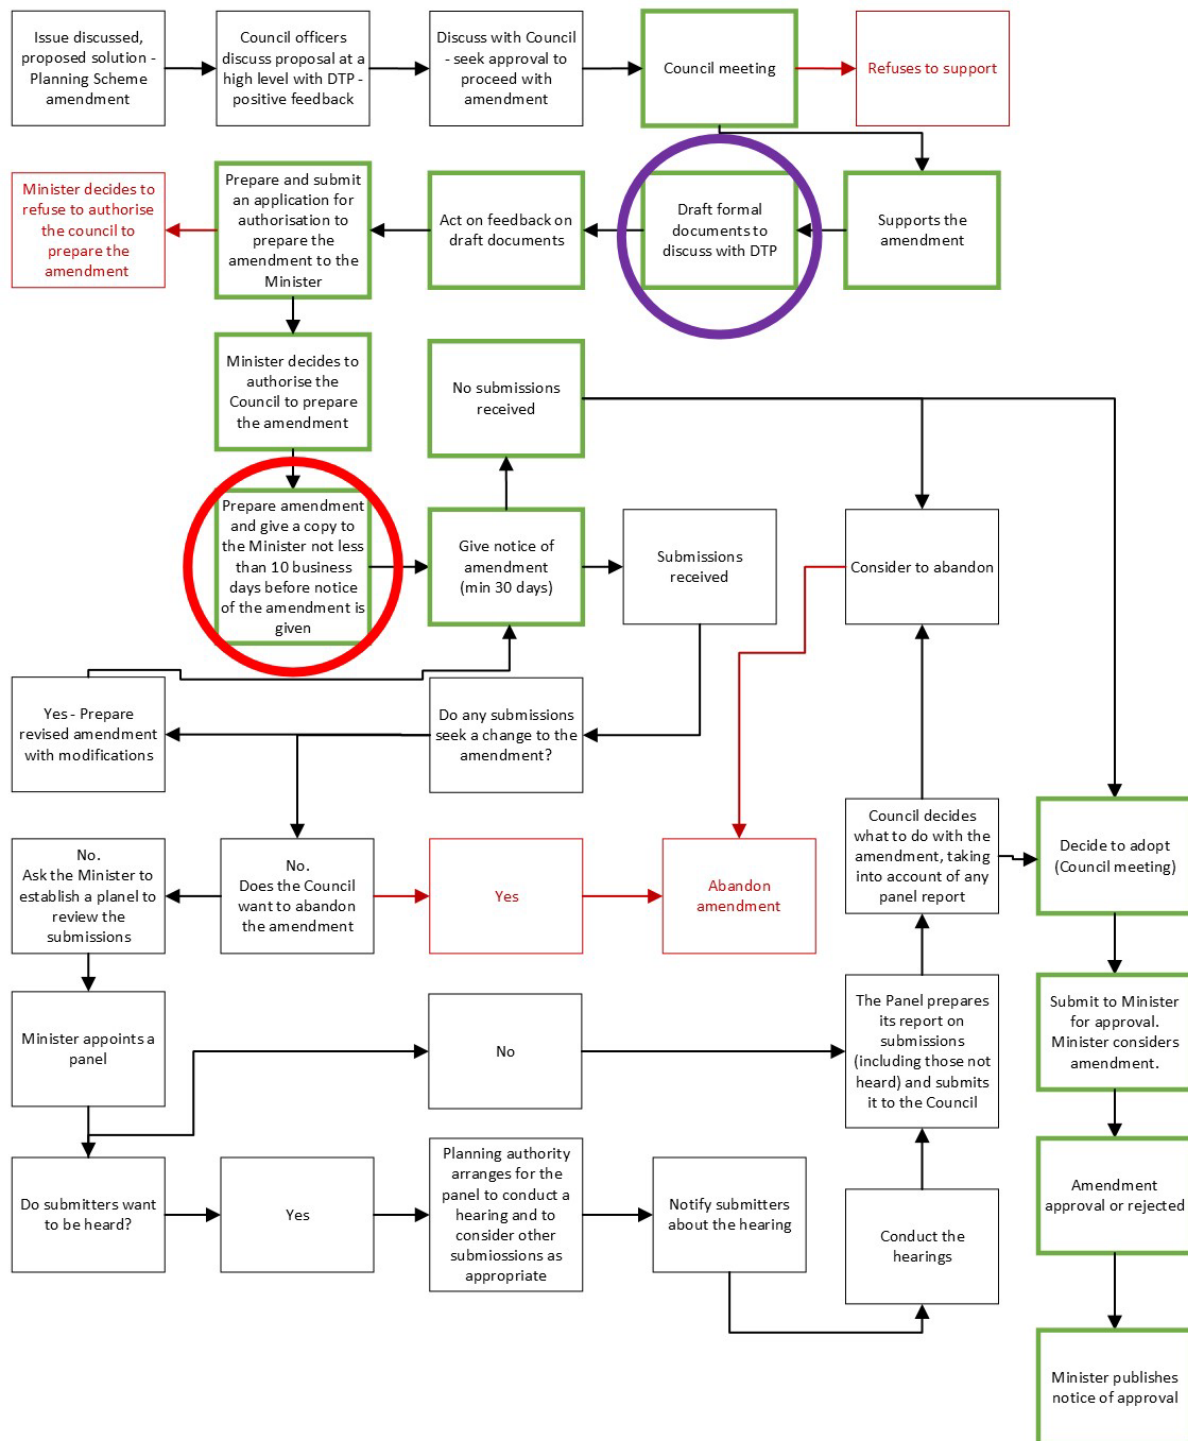 Issue discussed,
proposed solution -
Planning Scheme
amendment
Council officers
discuss proposal at a
high level with DTP -
positive feedback
Discuss with Council
- seek approval to
proceed with
amendment
Council meeting
Refuses to support
Minister decides to
refuse to authorise
the council to
prepare the
amendment
Prepare and submit
an application for
authorisation to
prepare the
amendment to the
Minister
Act on feedback on
draft documents
Draft formal
documents to
discuss with DTP
Supports the
amendment
Minister decides to
authorise the
Council to prepare
the amendment
No submissions
received
Prepare amendment
and give a copy to
the Minister not less
than 10 business
days before notice
of the amendment is
given
Give notice of
amendment
(min 30 days)
Submissions
received
Consider to abandon
Yes - Prepare
revised amendment
with modifications
Do any submissions
seek a change to the
amendment?
No.
Ask the Minister to
establish a planel to
review the
submissions
No.
Does the Council
want to abandon
the amendment
Yes
Abandon
amendment
Council decides
what to do with the
amendment, taking
into account of any
panel report
Decide to adopt
(Council meeting)
Minister appoints a
panel
No
The Panel prepares
its report on
submissions
(including those not
heard) and submits
it to the Council
Submit to Minister
for approval.
Minister considers
amendment.
Do submitters want
to be heard?
Yes
Planning authority
arranges for the
panel to conduct a
hearing and to
consider other
submiossions as
appropriate
Notify submitters
about the hearing
Conduct the
hearings
Amendment
approval or rejected
Minister publishes
notice of approval